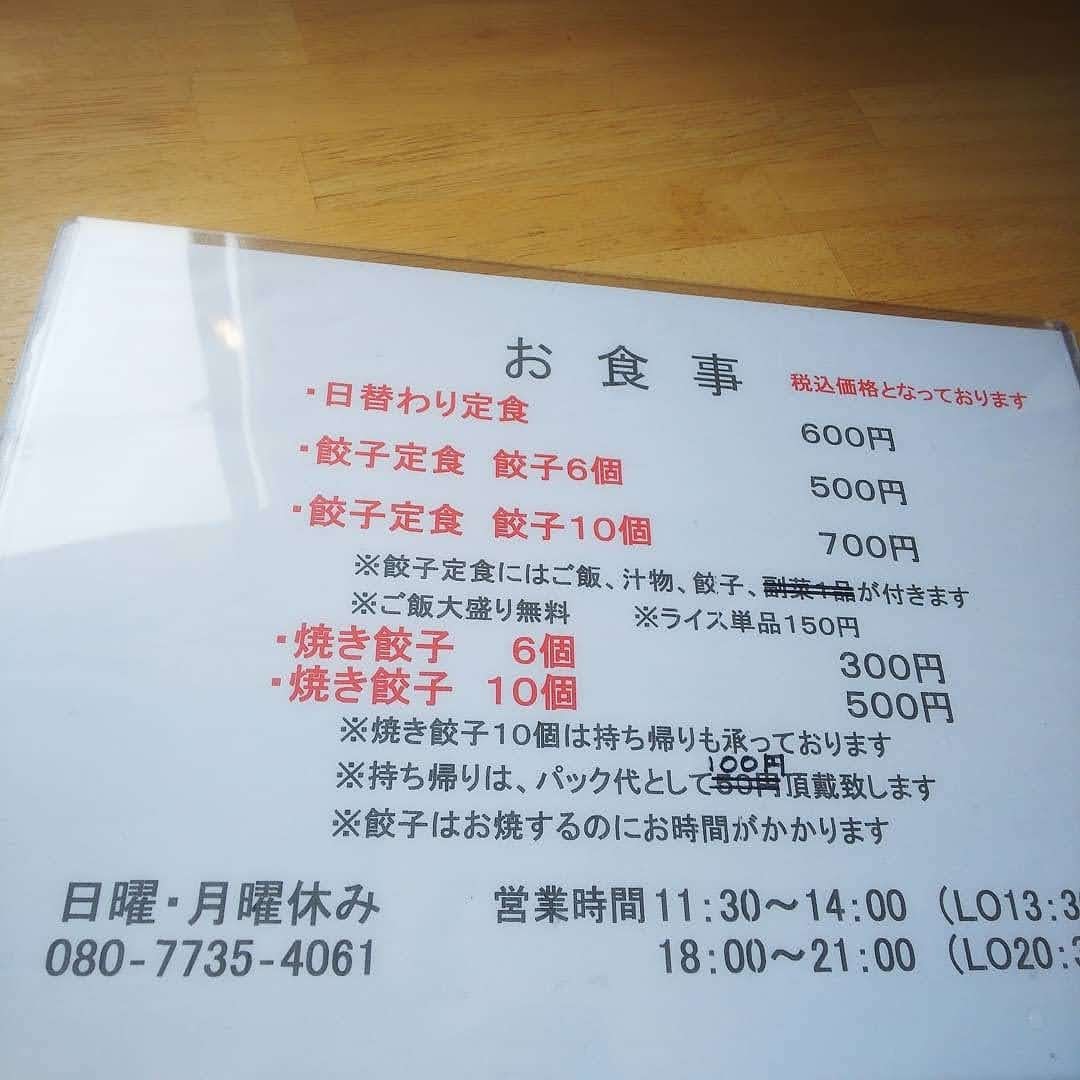 お食事
税込価格となっております
・日替わり定食 600円
・餃子定食 餃子6個 500円
・餃子定食 餃子10個 700円
※餃子定食にはご飯、汁物、餃子、副菜1品が付きます
※ご飯大盛り無料 ※ライス単品150円
・焼き餃子 6個 300円
・焼き餃子 10個 500円
※焼き餃子10個は持ち帰りも承っております
100円
※持ち帰りは、パック代として50円頂戴致します
※餃子はお焼するのにお時間がかかります
日曜・月曜休み 営業時間11:30～14:00 (LO13:3
080-7735-4061 18:00～21:00 (LO20:3